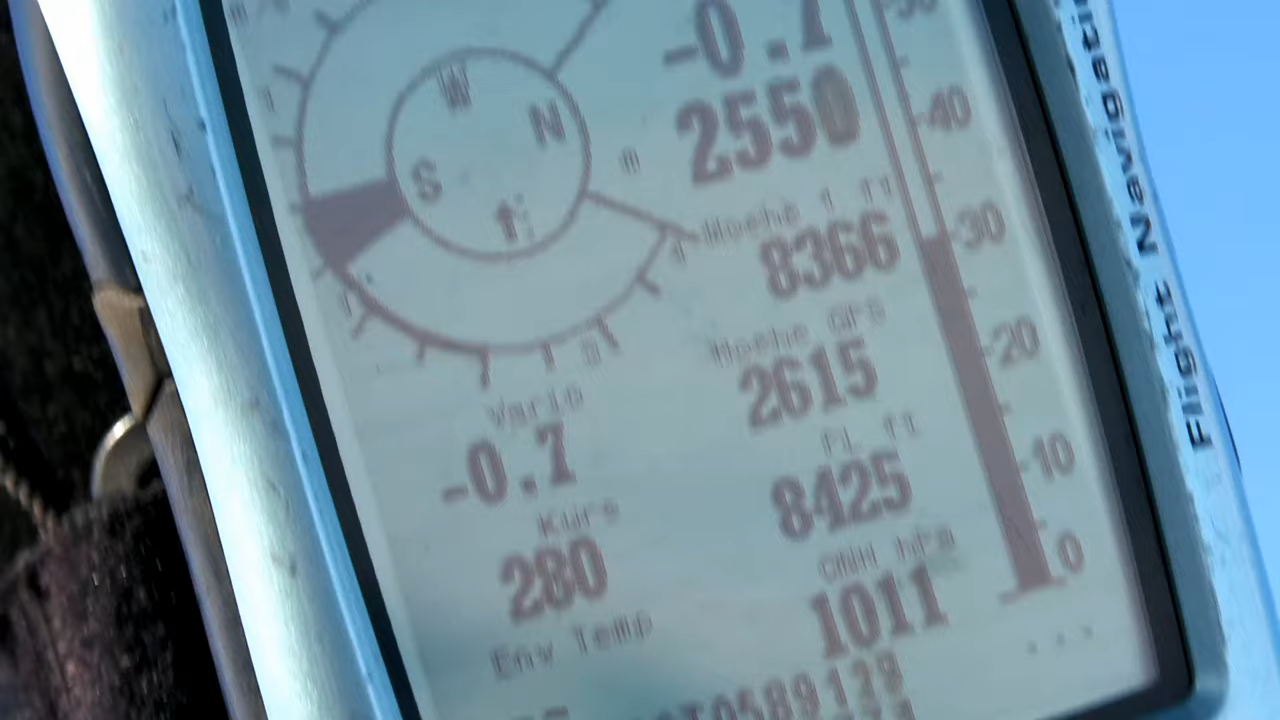 -0.7
50
2550
m
40
W
N
S
Hoehe 1 ft
8366
30
Hoehe GPS
2615
20
Vario
-0.7
FL ft
8425
10
Kurs
280
QNH hPa
1011
0
Env Temp
Flight Navigati